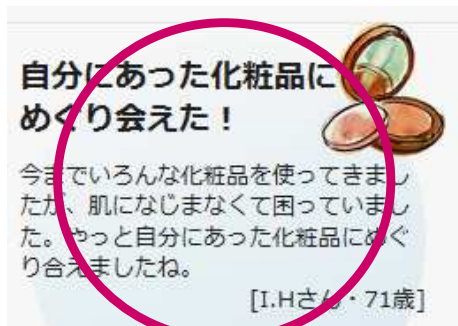 自分にあった化粧品に
めぐり会えた！
今までいろんな化粧品を使ってきまし
たが、肌になじまなくて困っていまし
た。やっと自分にあった化粧品にめぐ
り合えましたね。
[I.Hさん・71歳]